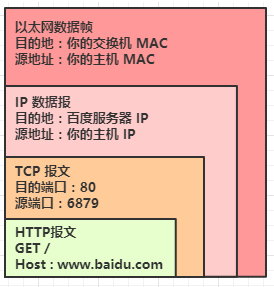 以太网数据帧
目的地：你的交换机 MAC
源地址：你的主机 MAC
IP 数据报
目的地：百度服务器 IP
源地址：你的主机 IP
TCP 报文
目的端口：80
源端口：6879
HTTP报文
GET /
Host : www.baidu.com